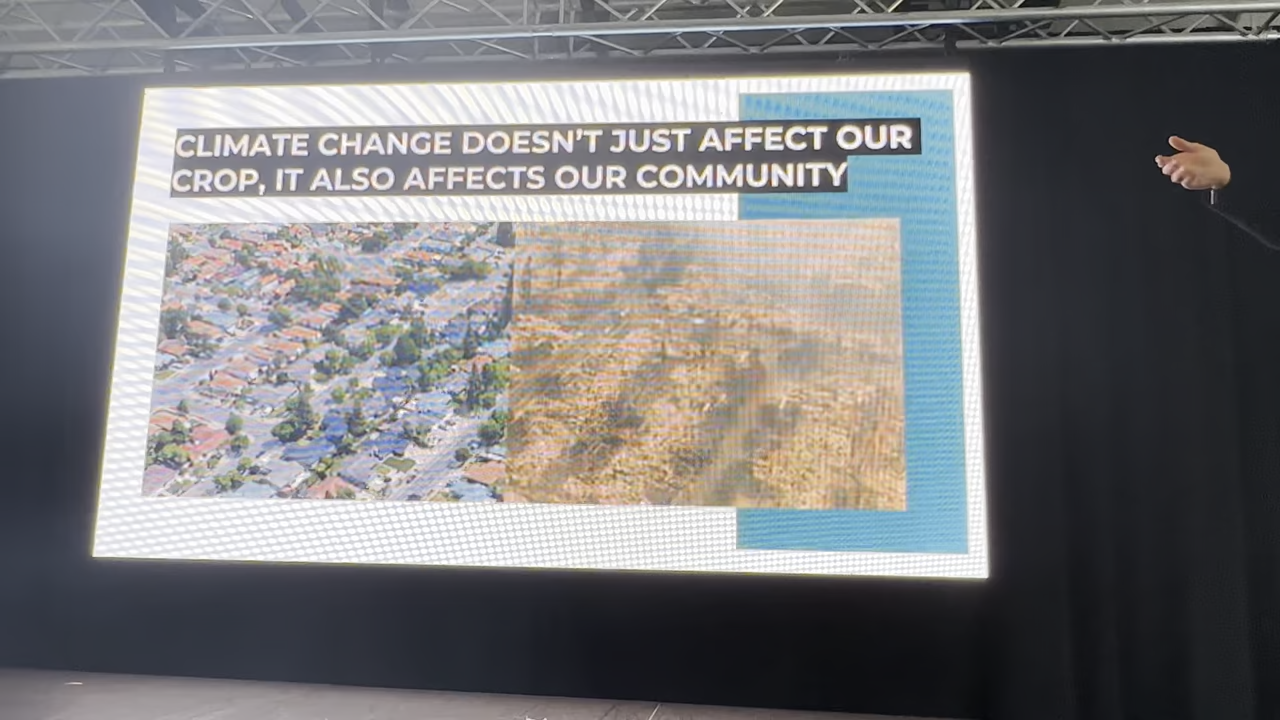 CLIMATE CHANGE DOESN'T JUST AFFECT OUR
CROP, IT ALSO AFFECTS OUR COMMUNITY